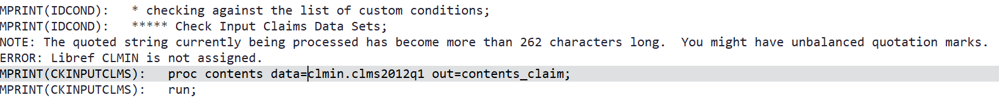 MPRINT(IDCOND):   * checking against the list of custom conditions;
MPRINT(IDCOND):   ***** Check Input Claims Data Sets;
NOTE: The quoted string currently being processed has become more than 262 characters long.  You might have unbalanced quotation marks.
ERROR: Libref CLMIN is not assigned.
MPRINT(CKINPUTCLMS):   proc contents data=clmin.clms2012q1 out=contents_claim;
MPRINT(CKINPUTCLMS):   run;